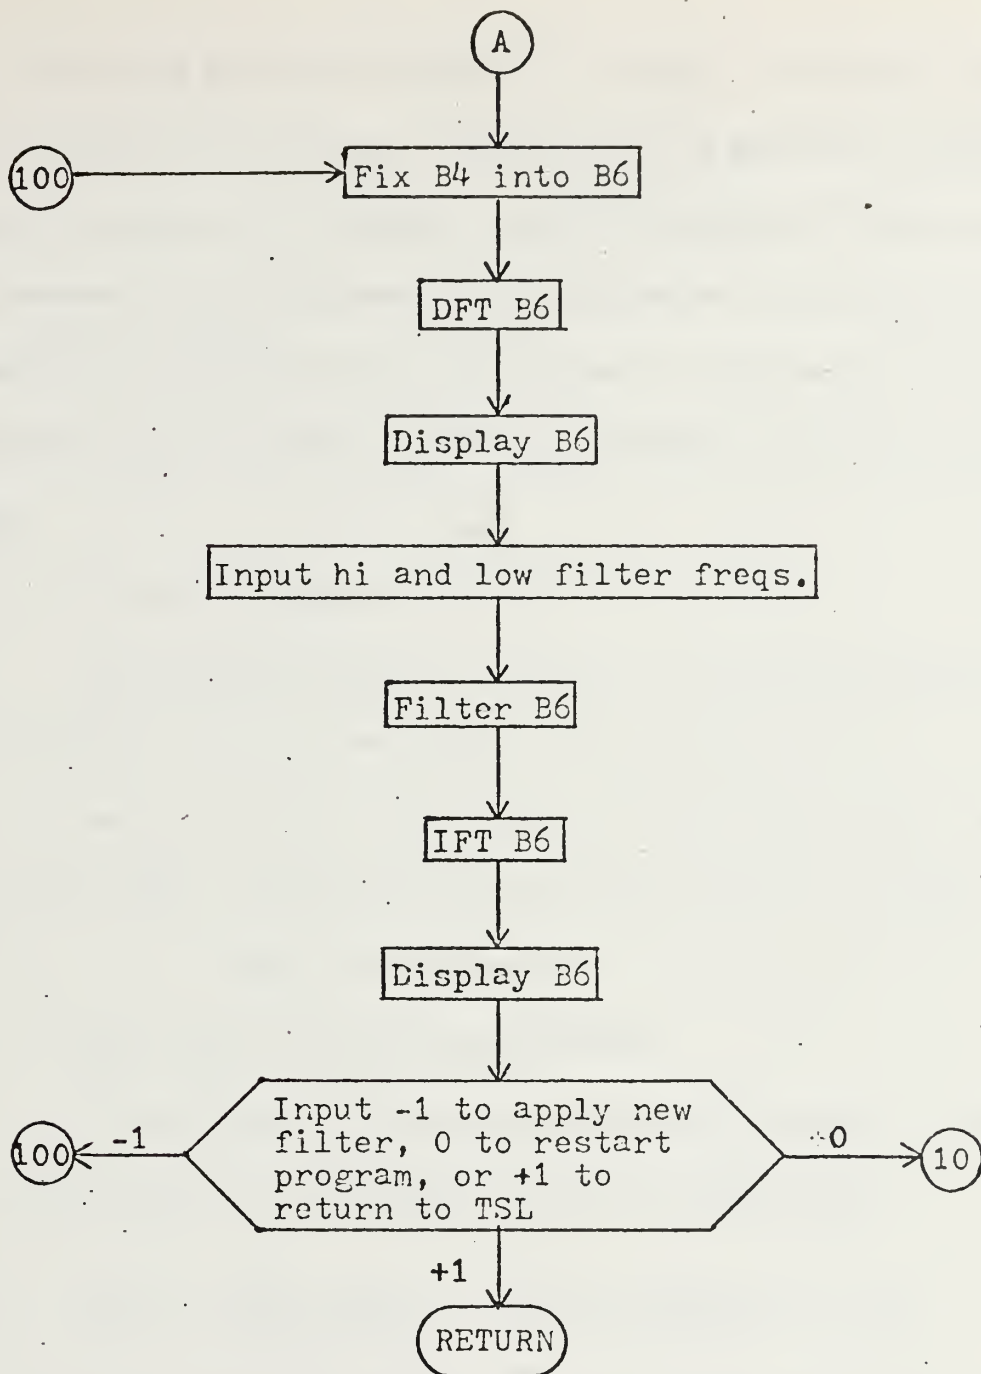 A
100
Fix B4 into B6
DFT B6
Display B6
Input hi and low filter freqs.
Filter B6
IFT B6
Display B6
Input -1 to apply new
filter, 0 to restart
program, or +1 to
return to TSL
100
-1
0
10
+1
RETURN